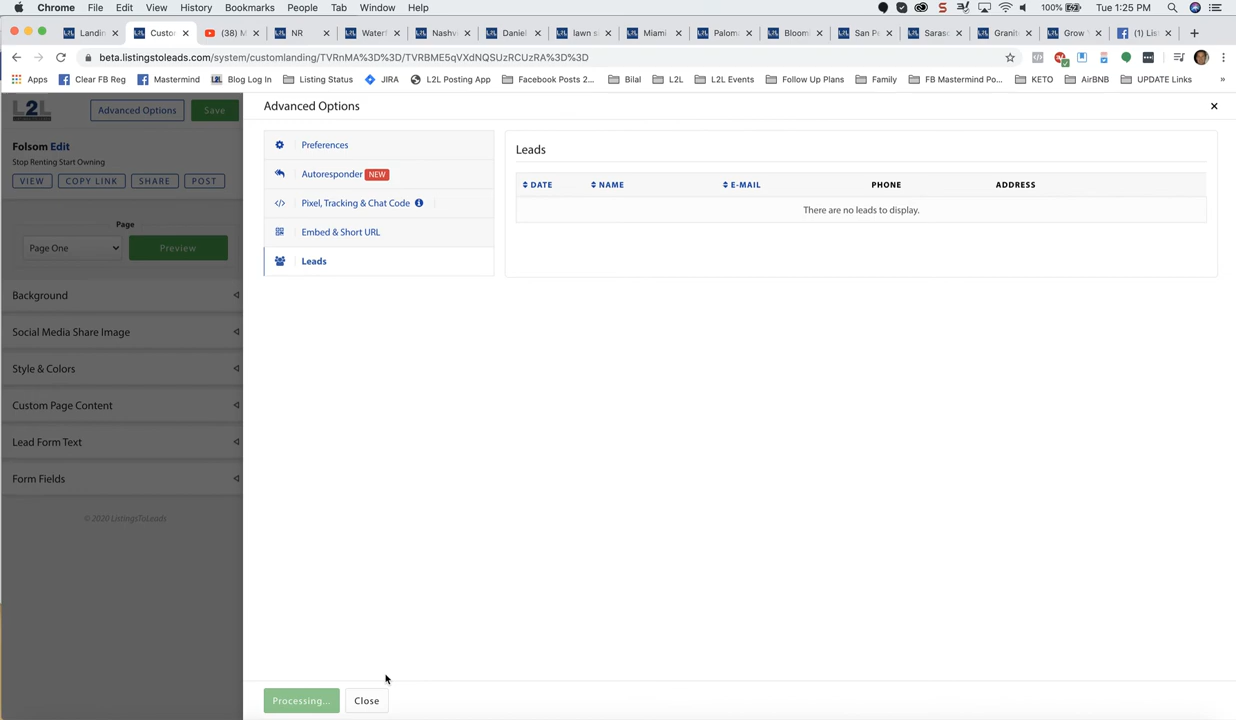 Chrome File Edit View History Bookmarks People Tab Window Help 100% Tue 1:25 PM
Landin Custo (38) M NR Water Nashv Daniel lawn s Miami Paloma Bloom San P Saras Granit Grow (1) Lis
beta.listingstoleads.com/system/customlanding/TVRnMA%3D%3D/TVRBME5qVXdNQSUzRCUzRA%3D%3D
Apps Clear FB Reg Mastermind Blog Log In Listing Status JIRA L2L Posting App Facebook Posts 2... Bilal L2L L2L Events Follow Up Plans Family FB Mastermind Po... KETO AirBNB UPDATE Links »
L2L Advanced Options Save
Folsom Edit
Stop Renting Start Owning
VIEW COPY LINK SHARE POST
Page
Page One Preview
Background
Social Media Share Image
Style & Colors
Custom Page Content
Lead Form Text
Form Fields
© 2020 ListingsToLeads
Advanced Options
Preferences
Autoresponder NEW
Pixel, Tracking & Chat Code
Embed & Short URL
Leads
Leads
DATE NAME E-MAIL PHONE ADDRESS
There are no leads to display.
Processing... Close